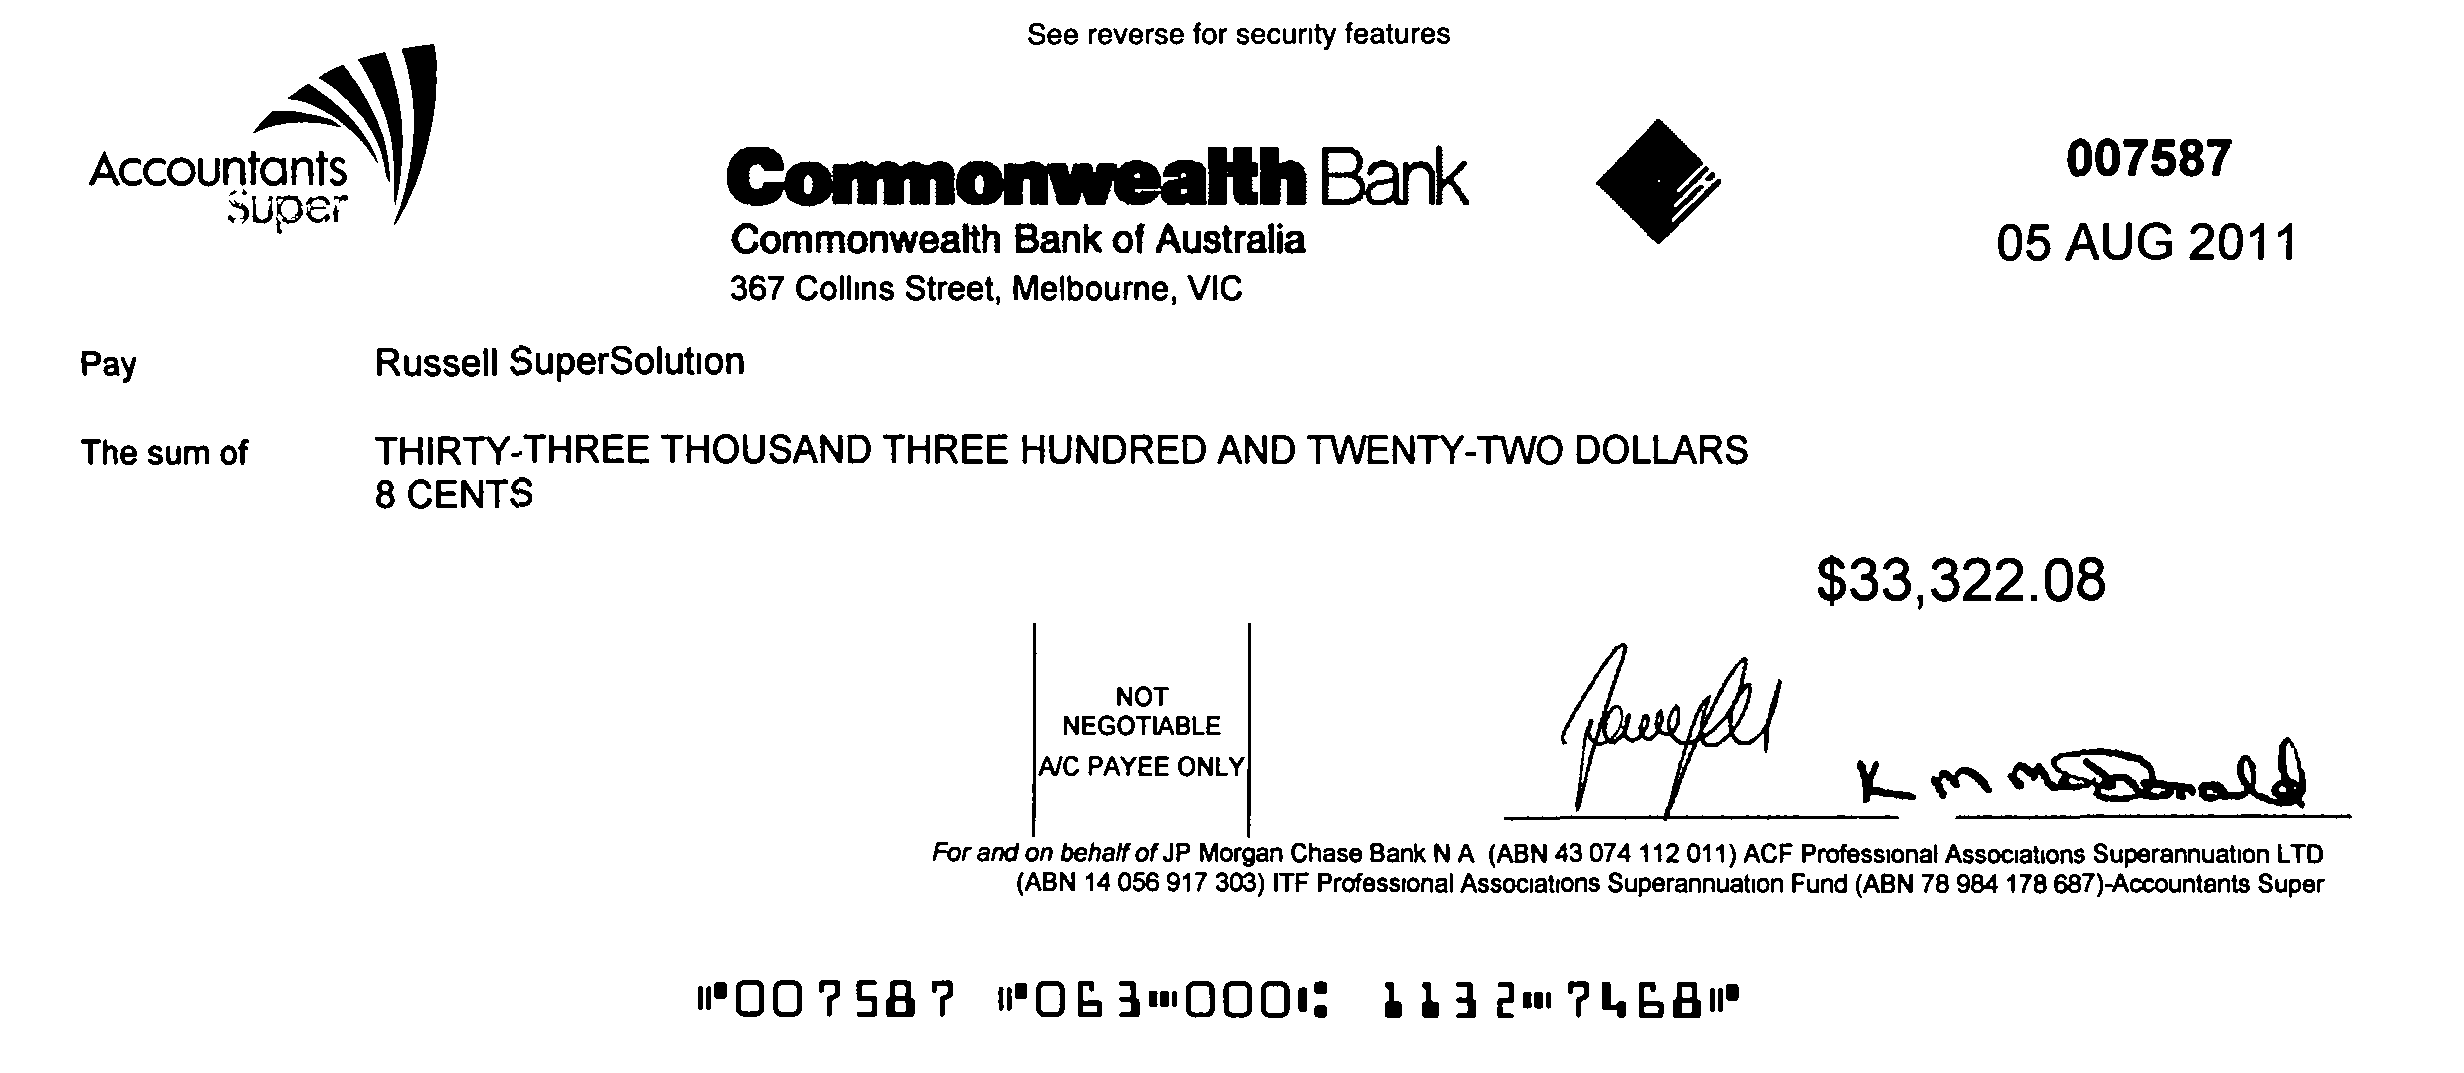 See reverse for security features
Accountants
Super
Commonwealth Bank
Commonwealth Bank of Australia
367 Collins Street, Melbourne, VIC
007587
05 AUG 2011
Pay Russell SuperSolution
The sum of THIRTY-THREE THOUSAND THREE HUNDRED AND TWENTY-TWO DOLLARS
8 CENTS
$33,322.08
NOT
NEGOTIABLE
A/C PAYEE ONLY
K M McDonald
For and on behalf of JP Morgan Chase Bank N A (ABN 43 074 112 011) ACF Professional Associations Superannuation LTD
(ABN 14 056 917 303) ITF Professional Associations Superannuation Fund (ABN 78 984 178 687)-Accountants Super
⑈007587 ⑈063⑉000⑆ 1132⑉7468⑈